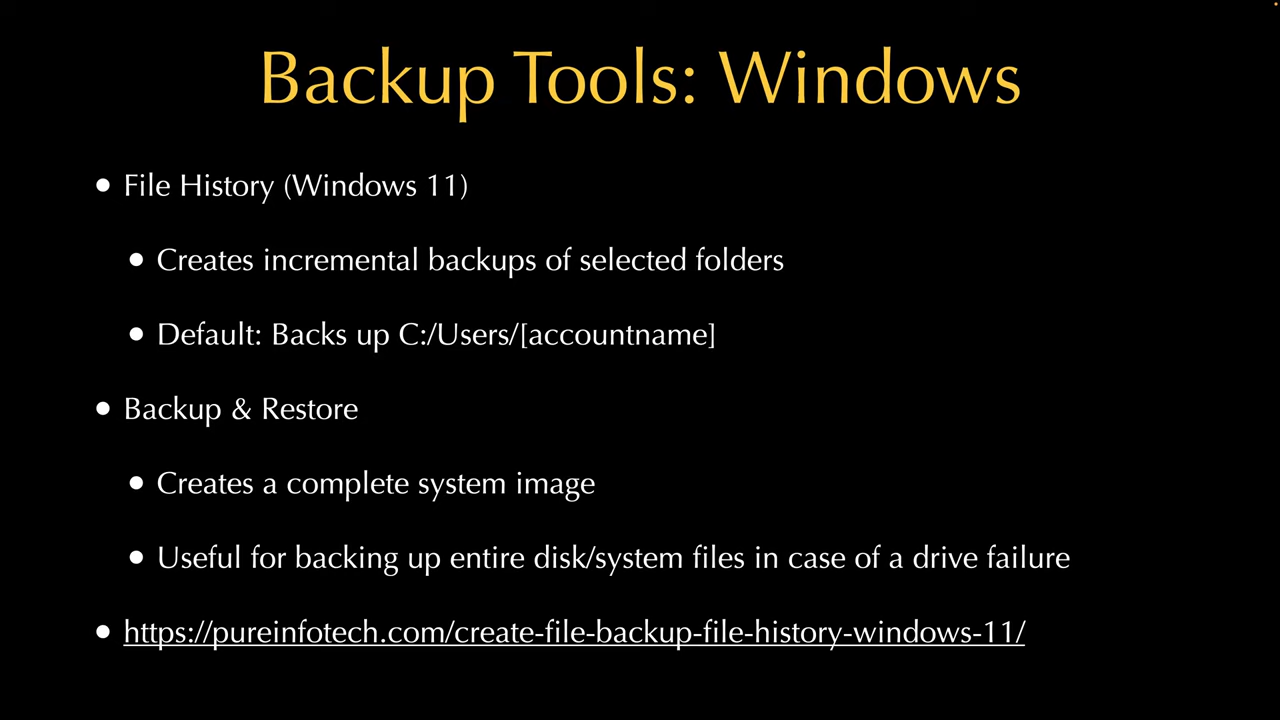 Backup Tools: Windows
• File History (Windows 11)
• Creates incremental backups of selected folders
• Default: Backs up C:/Users/[accountname]
• Backup & Restore
• Creates a complete system image
• Useful for backing up entire disk/system files in case of a drive failure
• https://pureinfotech.com/create-file-backup-file-history-windows-11/